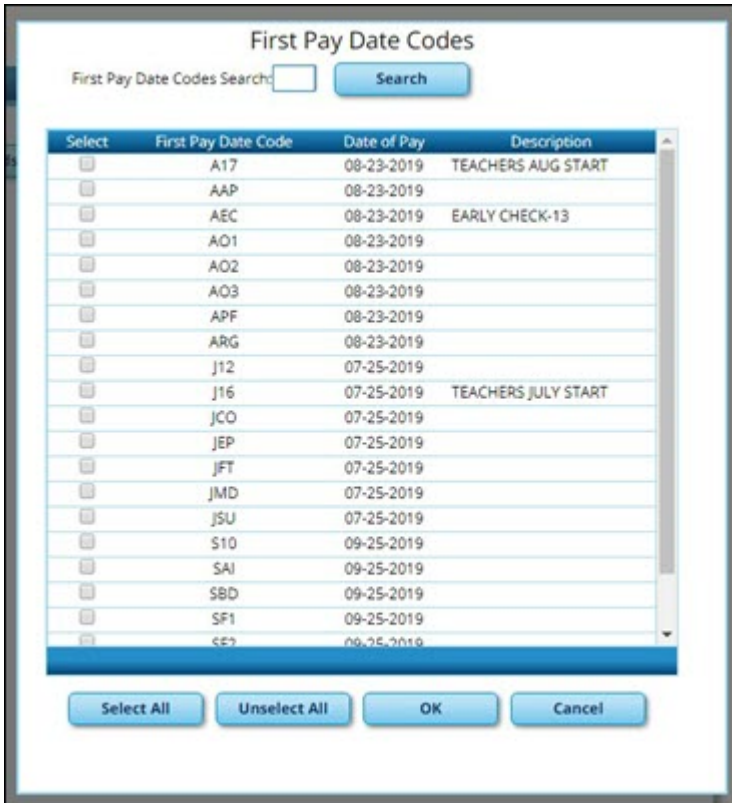 First Pay Date Codes
First Pay Date Codes Search: Search
Select First Pay Date Code Date of Pay Description
A17 08-23-2019 TEACHERS AUG START
AAP 08-23-2019
AEC 08-23-2019 EARLY CHECK-13
AO1 08-23-2019
AO2 08-23-2019
AO3 08-23-2019
APF 08-23-2019
ARG 08-23-2019
J12 07-25-2019
J16 07-25-2019 TEACHERS JULY START
JCO 07-25-2019
JEP 07-25-2019
JFT 07-25-2019
JMD 07-25-2019
JSU 07-25-2019
S10 09-25-2019
SAI 09-25-2019
SBD 09-25-2019
SF1 09-25-2019
SF2 09-25-2019
Select All Unselect All OK Cancel